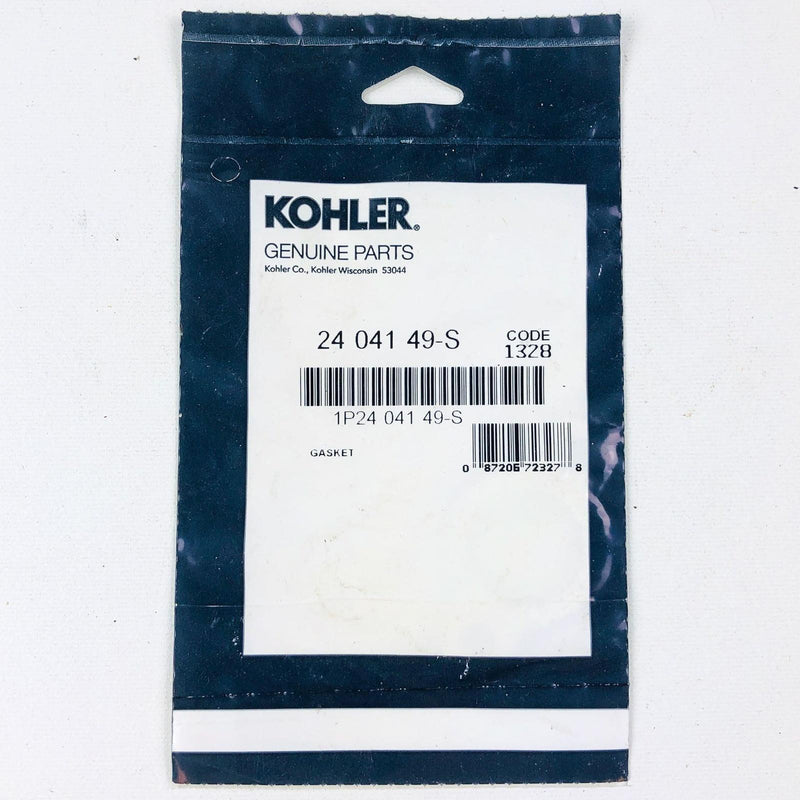 KOHLER®
GENUINE PARTS
Kohler Co., Kohler Wisconsin 53044
24 041 49-S
CODE
1328
1P24 041 49-S
GASKET
0 87206 72327 8